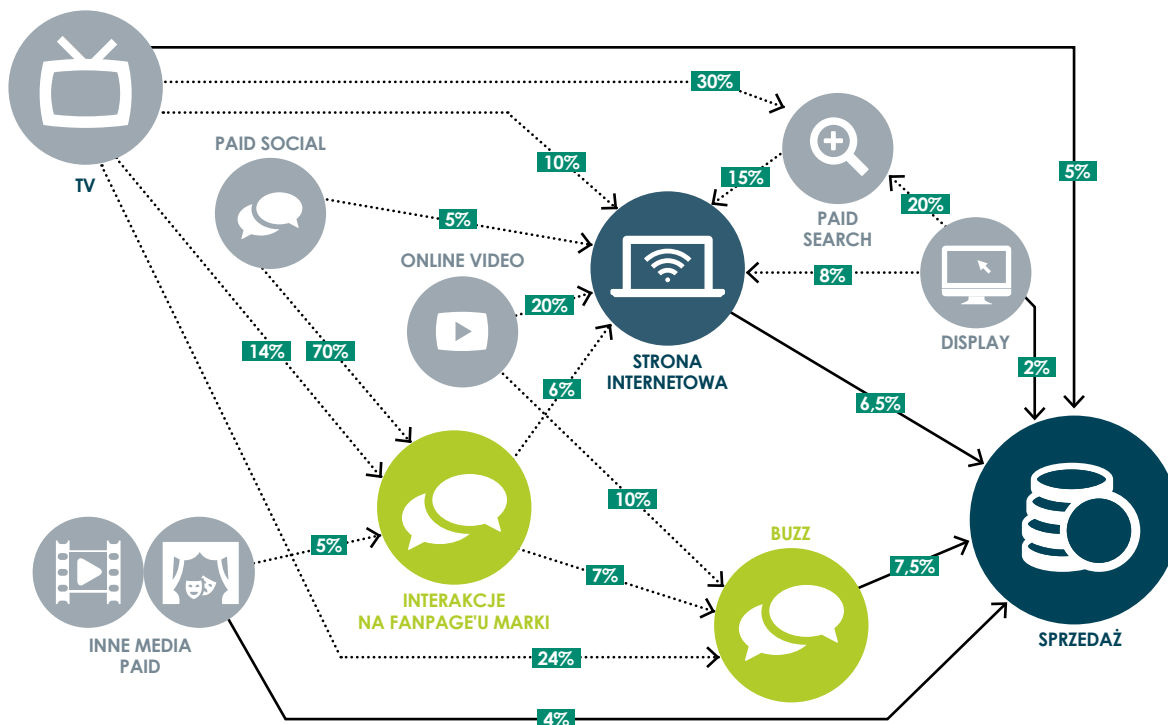 30%
PAID SOCIAL
10%
15%
5%
TV
20%
5%
PAID
SEARCH
ONLINE VIDEO
8%
20%
DISPLAY
14%
70%
STRONA
INTERNETOWA
2%
6%
6,5%
10%
BUZZ
5%
7%
7,5%
INTERAKCJE
NA FANPAGE'U MARKI
INNE MEDIA
PAID
24%
SPRZEDAŻ
4%